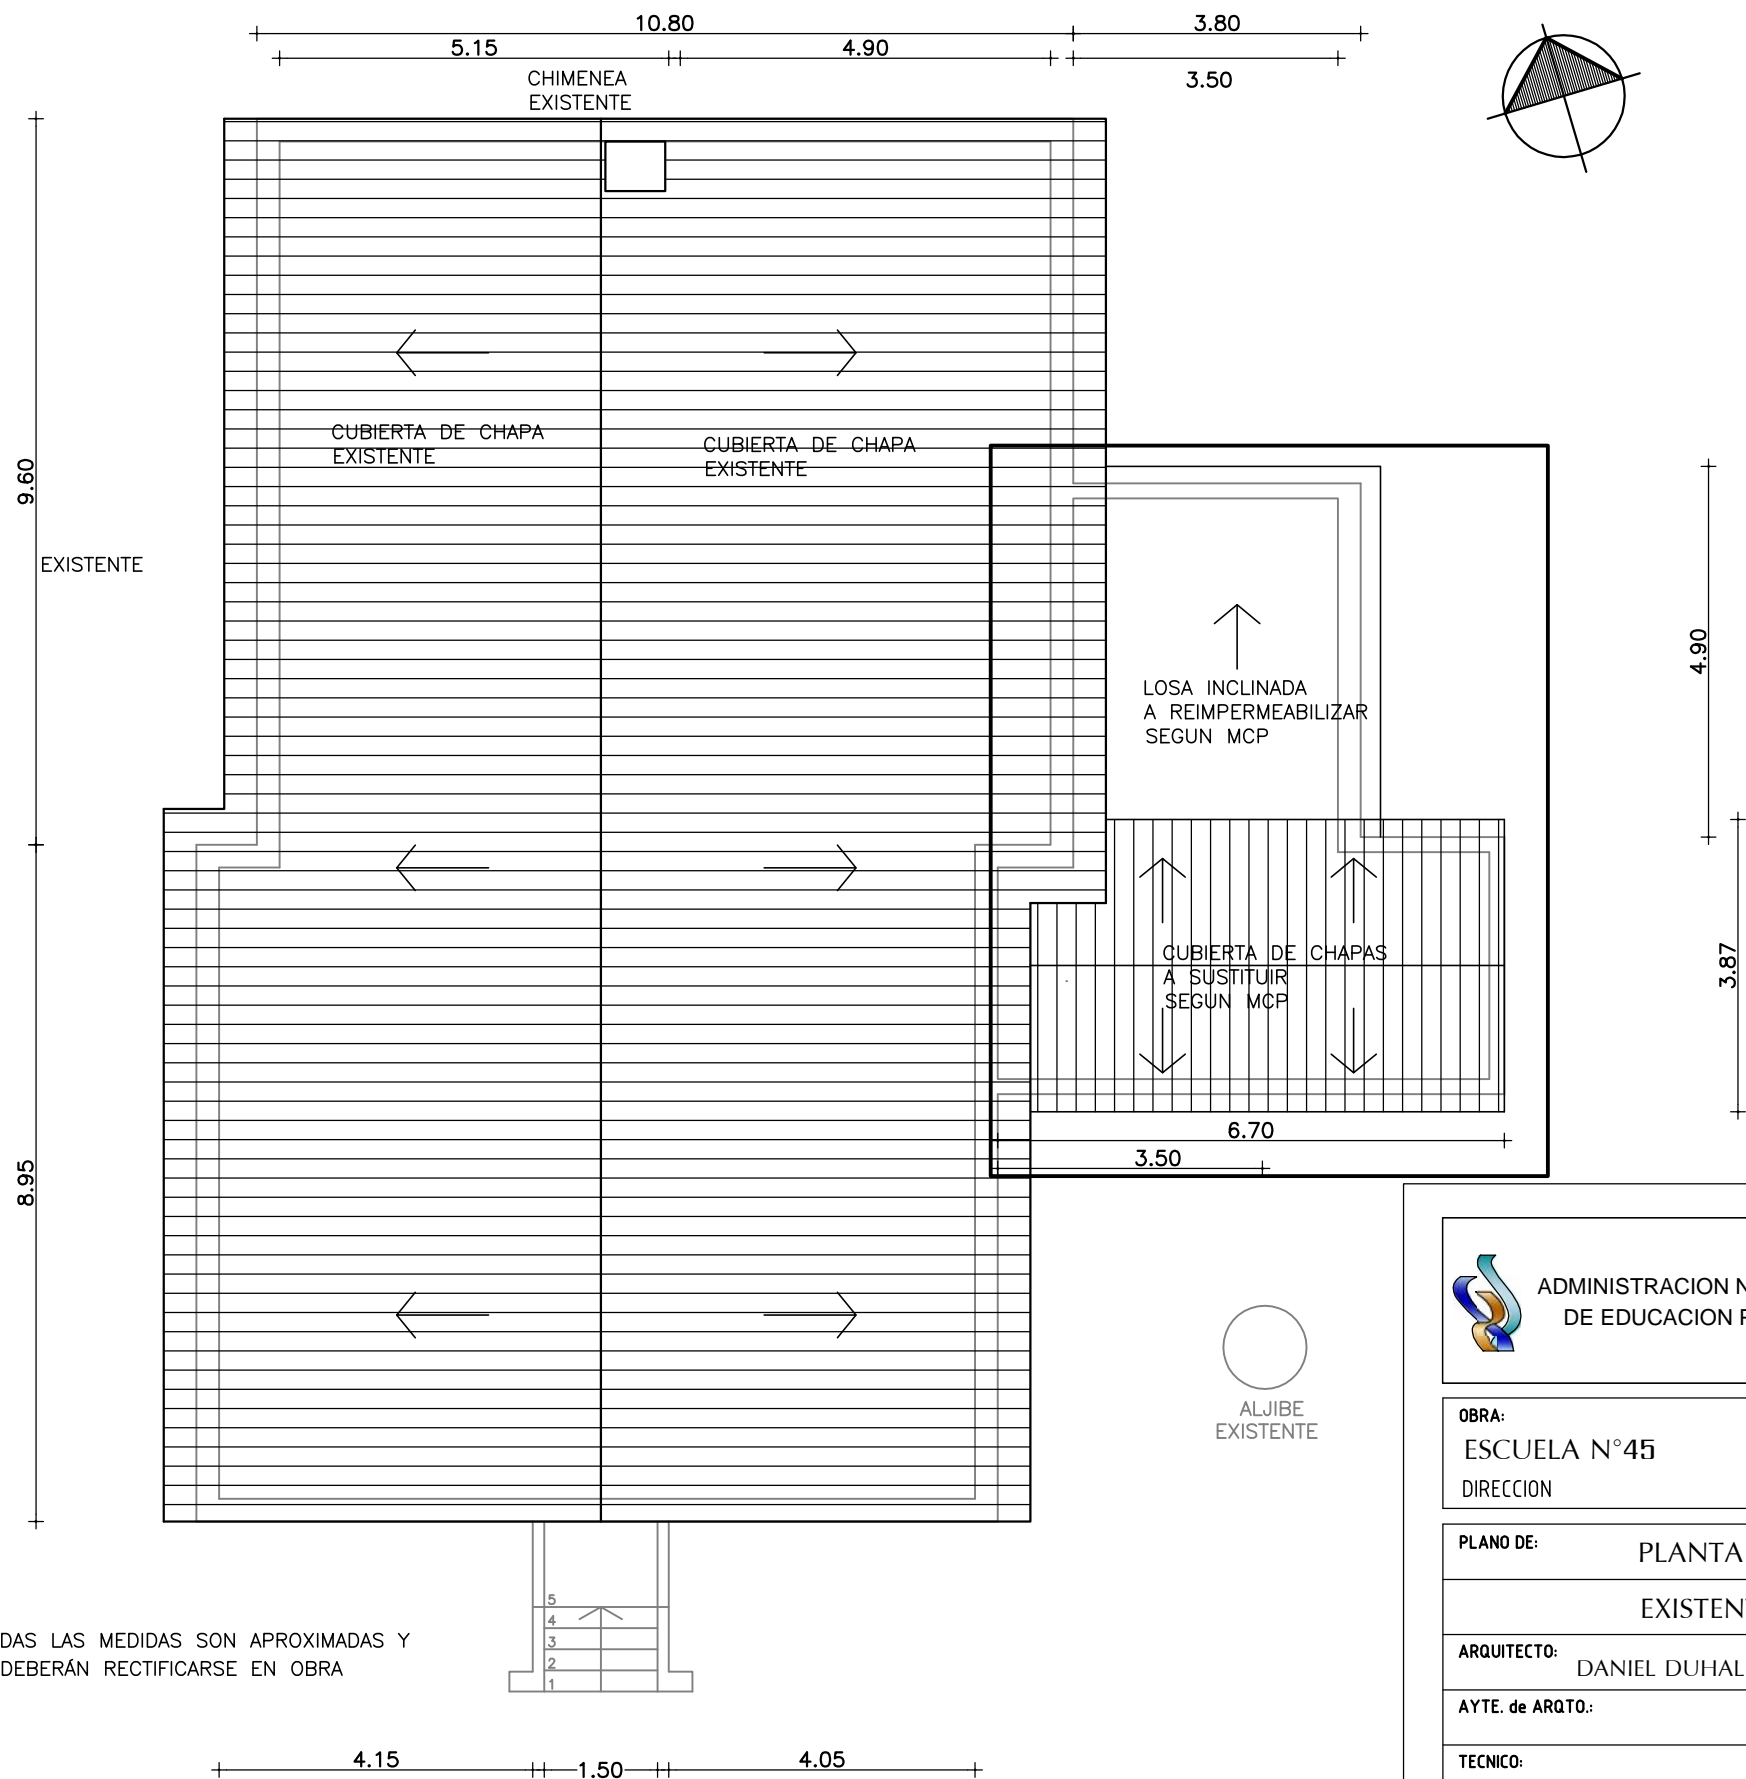 10.80
3.80
5.15
4.90
3.50
CHIMENEA
EXISTENTE
CUBIERTA DE CHAPA
EXISTENTE
CUBIERTA DE CHAPA
EXISTENTE
9.60
EXISTENTE
4.90
LOSA INCLINADA
A REIMPERMEABILIZAR
SEGUN MCP
CUBIERTA DE CHAPAS
A SUSTITUIR
SEGUN MCP
3.87
6.70
3.50
8.95
ALJIBE
EXISTENTE
5
4
3
2
1
DAS LAS MEDIDAS SON APROXIMADAS Y
DEBERÁN RECTIFICARSE EN OBRA
4.15
1.50
4.05
ADMINISTRACION N
DE EDUCACION P
OBRA:
ESCUELA N°45
DIRECCION
PLANO DE:
PLANTA
EXISTEN
ARQUITECTO:
DANIEL DUHAL
AYTE. de ARQTO.:
TECNICO: